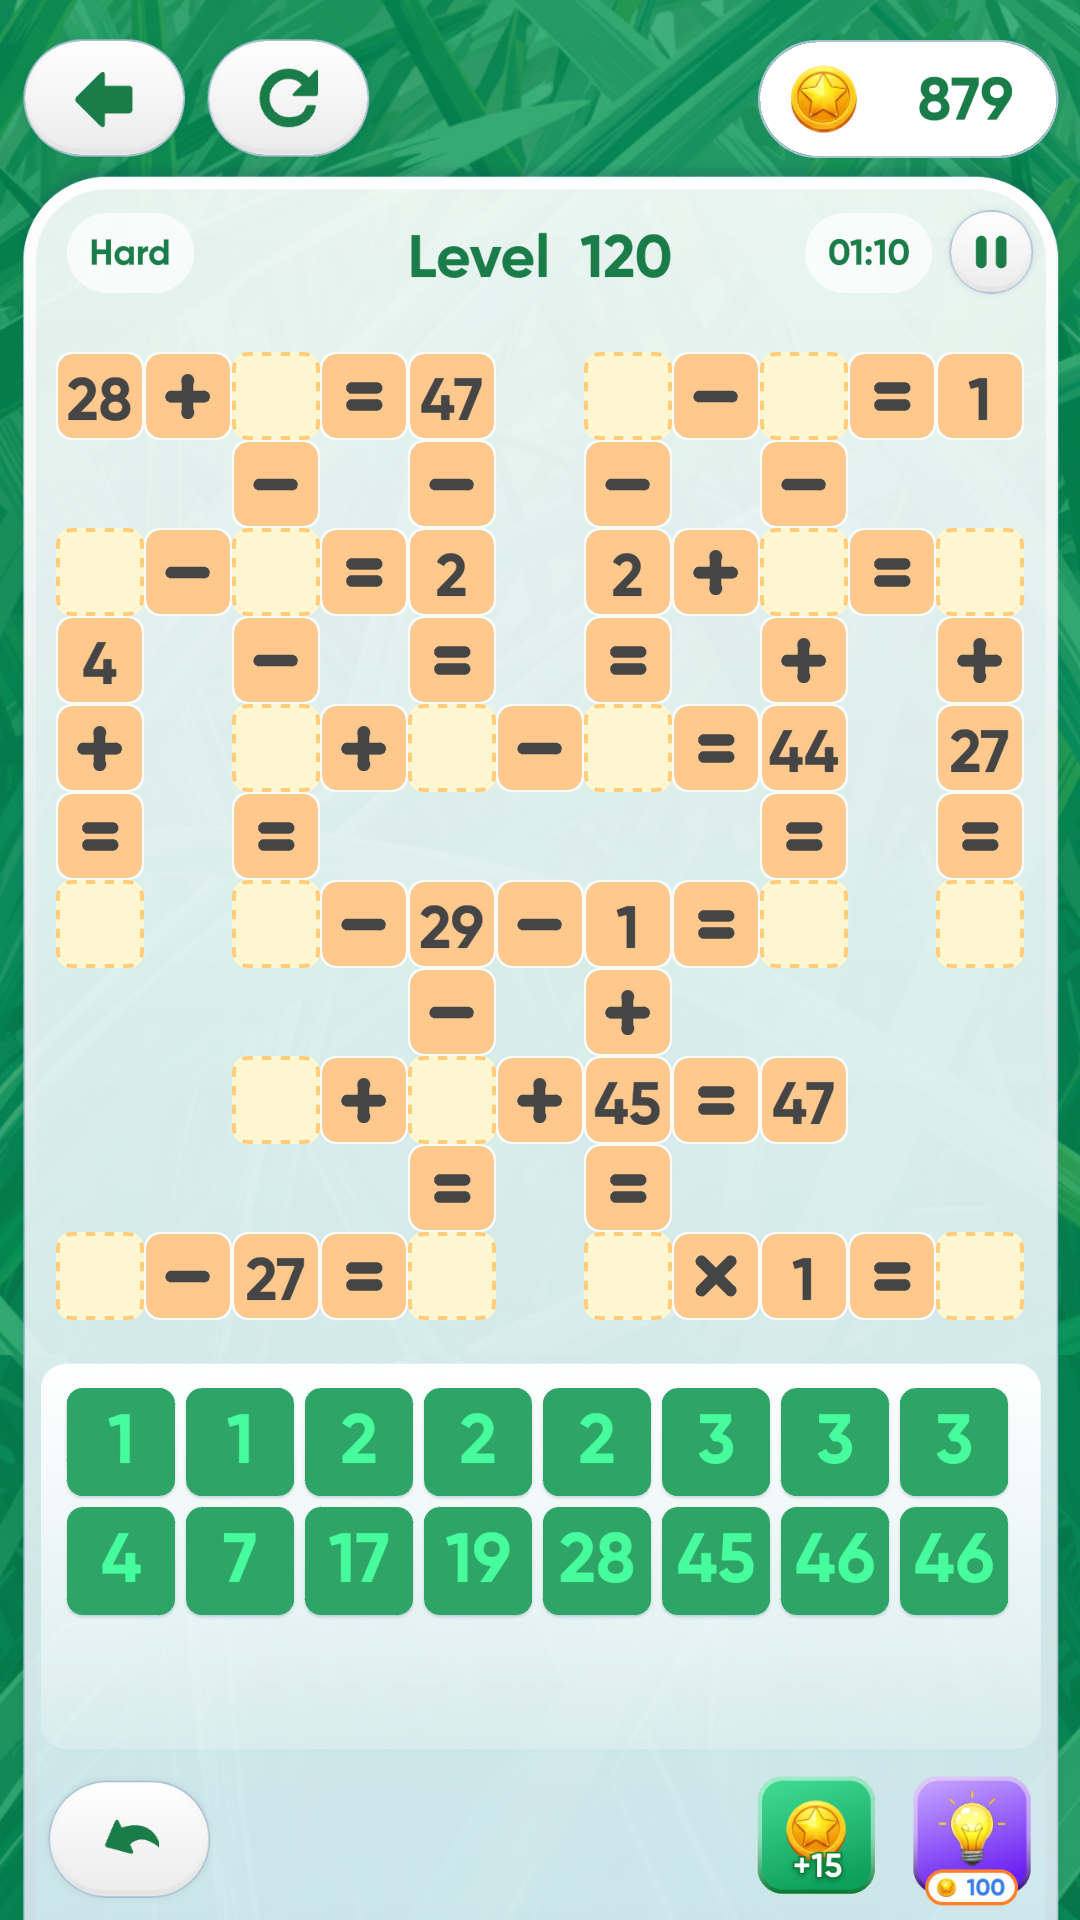 879
Hard Level 120 01:10
28 + = 47 - = 1
- - - -
- = 2 2 + =
4 - = = + +
+ + - = 44 27
= = = =
- 29 - 1 =
- +
+ + 45 = 47
= =
- 27 = × 1 =
1 1 2 2 2 3 3 3
4 7 17 19 28 45 46 46
+15
100